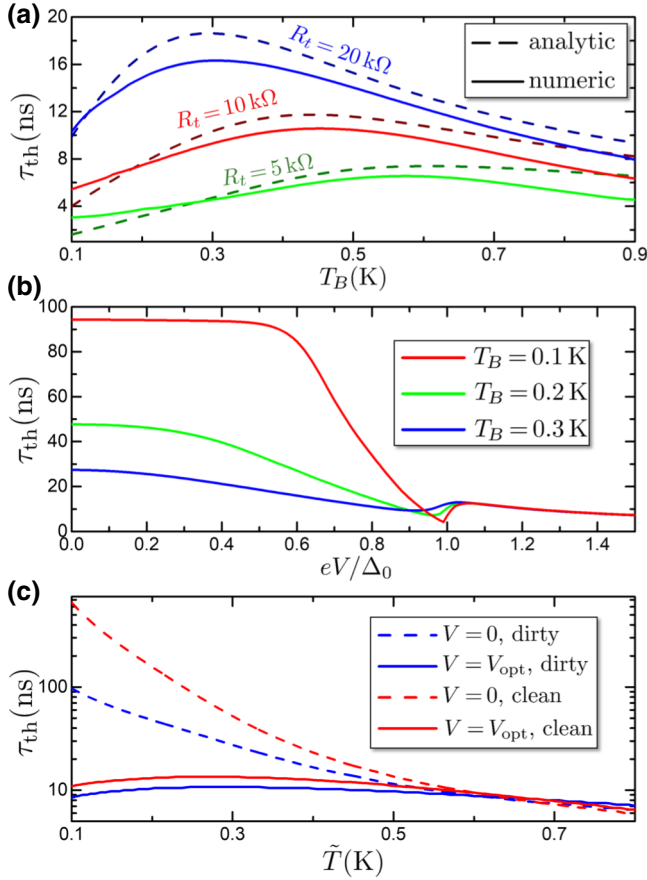 (a)
20
16
12
8
4
τth(ns)
Rt = 20 kΩ
Rt = 10 kΩ
Rt = 5 kΩ
analytic
numeric
0.1 0.3 0.5 0.7 0.9
TB(K)
(b)
100
80
60
40
20
0
τth(ns)
TB = 0.1 K
TB = 0.2 K
TB = 0.3 K
0.0 0.2 0.4 0.6 0.8 1.0 1.2 1.4
eV/Δ0
(c)
100
10
τth(ns)
V = 0, dirty
V = Vopt, dirty
V = 0, clean
V = Vopt, clean
0.1 0.3 0.5 0.7
T̃(K)